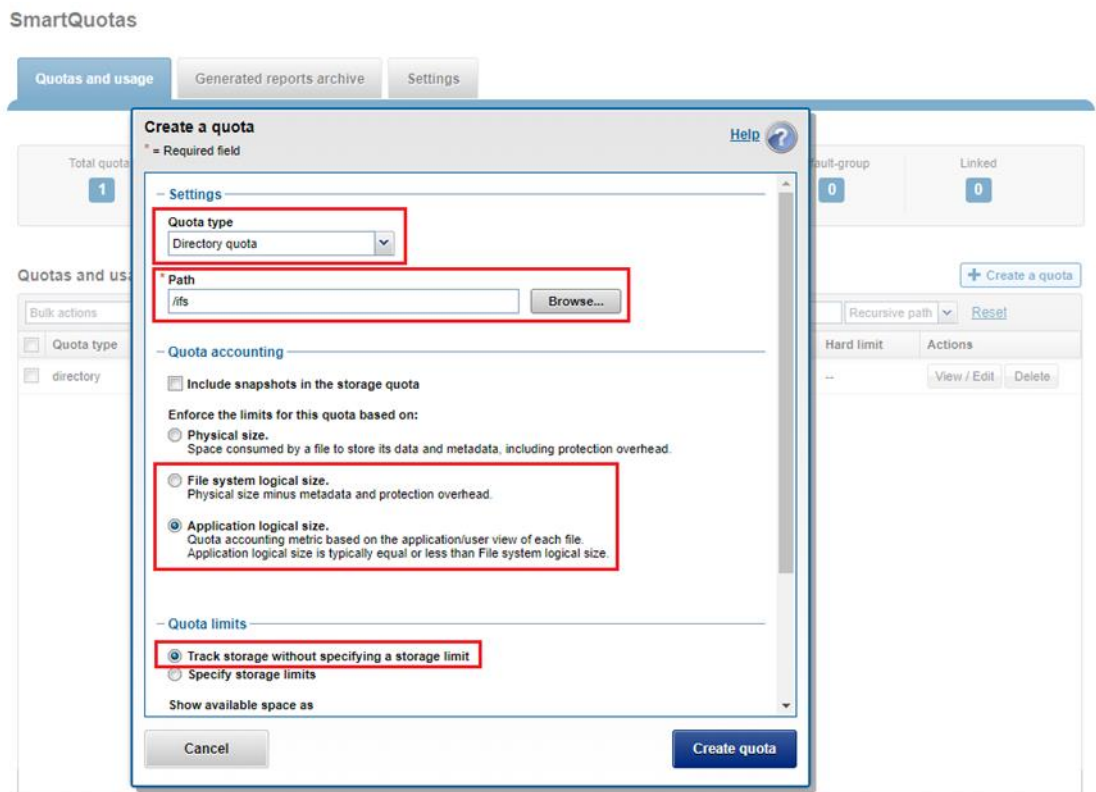 SmartQuotas
Quotas and usage
Generated reports archive
Settings
Create a quota
* = Required field
Help
Total quota
1
ault-group
0
Linked
0
Settings
Quota type
Directory quota
* Path
/ifs
Browse...
Quotas and usa
Create a quota
Bulk actions
Recursive path
Reset
Quota type
Hard limit
Actions
directory
--
View / Edit
Delete
Quota accounting
Include snapshots in the storage quota
Enforce the limits for this quota based on:
Physical size.
Space consumed by a file to store its data and metadata, including protection overhead.
File system logical size.
Physical size minus metadata and protection overhead.
Application logical size.
Quota accounting metric based on the application/user view of each file.
Application logical size is typically equal or less than File system logical size.
Quota limits
Track storage without specifying a storage limit
Specify storage limits
Show available space as
Cancel
Create quota